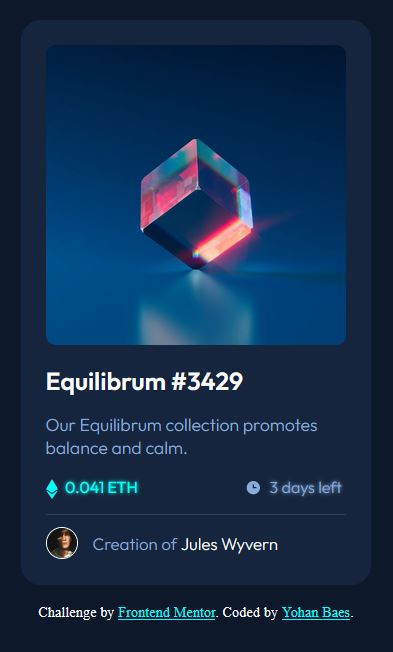 Equilibrum #3429
Our Equilibrum collection promotes
balance and calm.
0.041 ETH 3 days left
Creation of Jules Wyvern
Challenge by Frontend Mentor. Coded by Yohan Baes.